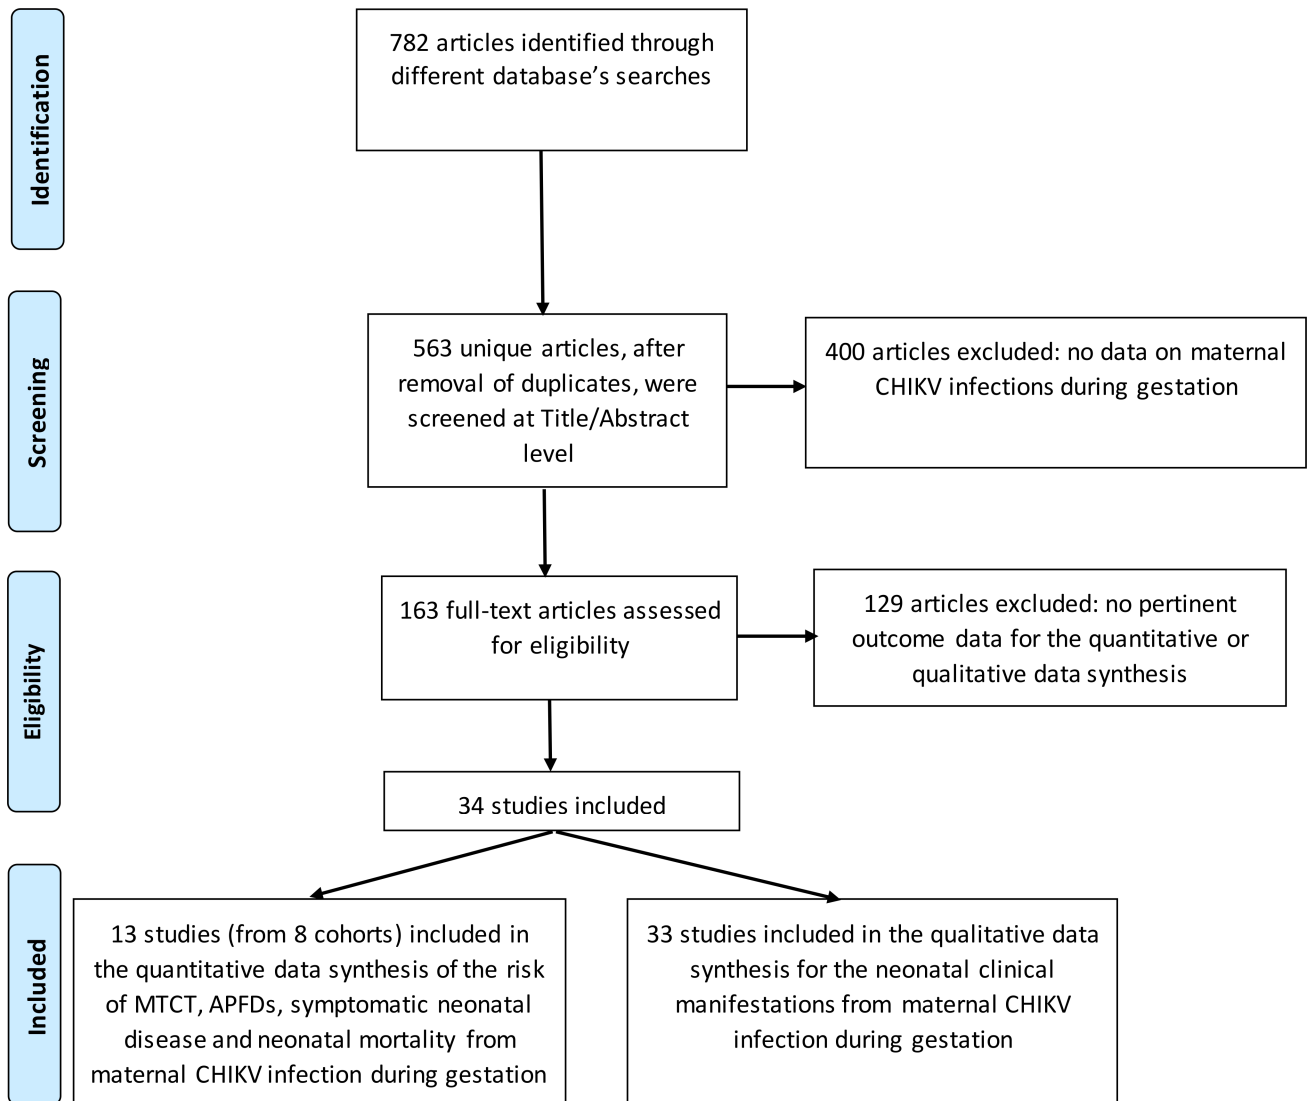 Identification
782 articles identified through
different database's searches
Screening
563 unique articles, after
removal of duplicates, were
screened at Title/Abstract
level
400 articles excluded: no data on maternal
CHIKV infections during gestation
Eligibility
163 full-text articles assessed
for eligibility
129 articles excluded: no pertinent
outcome data for the quantitative or
qualitative data synthesis
34 studies included
Included
13 studies (from 8 cohorts) included in
the quantitative data synthesis of the risk
of MTCT, APFDs, symptomatic neonatal
disease and neonatal mortality from
maternal CHIKV infection during gestation
33 studies included in the qualitative data
synthesis for the neonatal clinical
manifestations from maternal CHIKV
infection during gestation